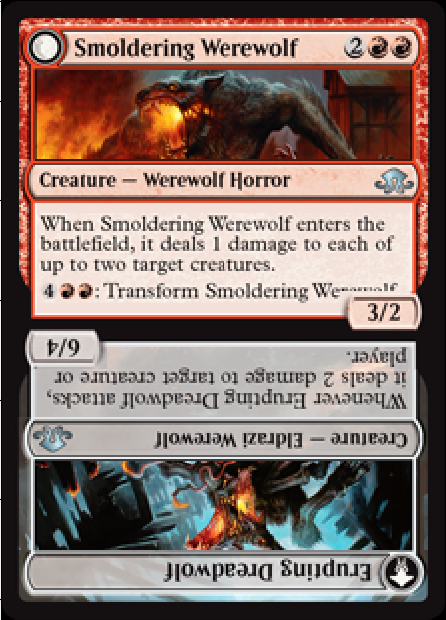 Smoldering Werewolf 2
Creature — Werewolf Horror
When Smoldering Werewolf enters the
battlefield, it deals 1 damage to each of
up to two target creatures.
4 : Transform Smoldering Werewolf
3/2
Erupting Dreadwolf
Creature — Eldrazi Werewolf
Whenever Erupting Dreadwolf attacks,
it deals 2 damage to target creature or
player.
6/4